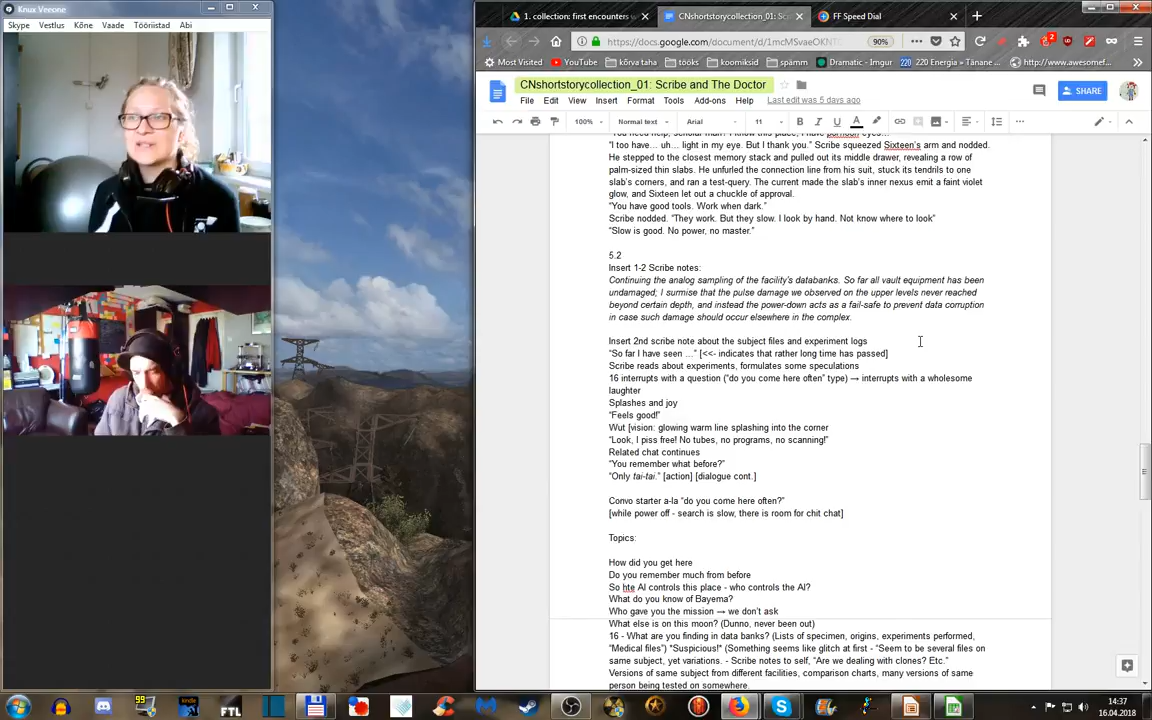 Knux Veeone
Skype Vestlus Kõne Vaade Tööriistad Abi
1. collection: first encounters
CNshortstorycollection_01: S
FF Speed Dial
https://docs.google.com/document/d/1mcMSvaeOKNT
90%
Most Visited YouTube kõrva taha tööks koomiksid spämm Dramatic - Imgur 220 Energia » Tänane http://www.awesomef
CNshortstorycollection_01: Scribe and The Doctor
File Edit View Insert Format Tools Add-ons Help Last edit was 5 days ago
SHARE
100% Normal text Arial 11
"I too have... uh... light in my eye. But I thank you." Scribe squeezed Sixteen's arm and nodded.
He stepped to the closest memory stack and pulled out its middle drawer, revealing a row of
palm-sized thin slabs. He unfurled the connection line from his suit, stuck its tendrils to one
slab's corners, and ran a test-query. The current made the slab's inner nexus emit a faint violet
glow, and Sixteen let out a chuckle of approval.
"You have good tools. Work when dark."
Scribe nodded. "They work. But they slow. I look by hand. Not know where to look"
"Slow is good. No power, no master."
5.2
Insert 1-2 Scribe notes:
Continuing the analog sampling of the facility's databanks. So far all vault equipment has been
undamaged; I surmise that the pulse damage we observed on the upper levels never reached
beyond certain depth, and instead the power-down acts as a fail-safe to prevent data corruption
in case such damage should occur elsewhere in the complex.
Insert 2nd scribe note about the subject files and experiment logs
"So far I have seen ..." [<<- indicates that rather long time has passed]
Scribe reads about experiments, formulates some speculations
16 interrupts with a question ("do you come here often" type) → interrupts with a wholesome
laughter
Splashes and joy
"Feels good!"
Wut [vision: glowing warm line splashing into the corner
"Look, I piss free! No tubes, no programs, no scanning!"
Related chat continues
"You remember what before?"
"Only tai-tai." [action] [dialogue cont.]
Convo starter a-la "do you come here often?"
[while power off - search is slow, there is room for chit chat]
Topics:
How did you get here
Do you remember much from before
So hte AI controls this place - who controls the AI?
What do you know of Bayema?
Who gave you the mission → we don't ask
What else is on this moon? (Dunno, never been out)
16 - What are you finding in data banks? (Lists of specimen, origins, experiments performed,
"Medical files") *Suspicious!* (Something seems like glitch at first - "Seem to be several files on
same subject, yet variations. - Scribe notes to self, "Are we dealing with clones? Etc."
Versions of same subject from different facilities, comparison charts, many versions of same
person being tested on somewhere.
99
FTL
14:37
16.04.2018